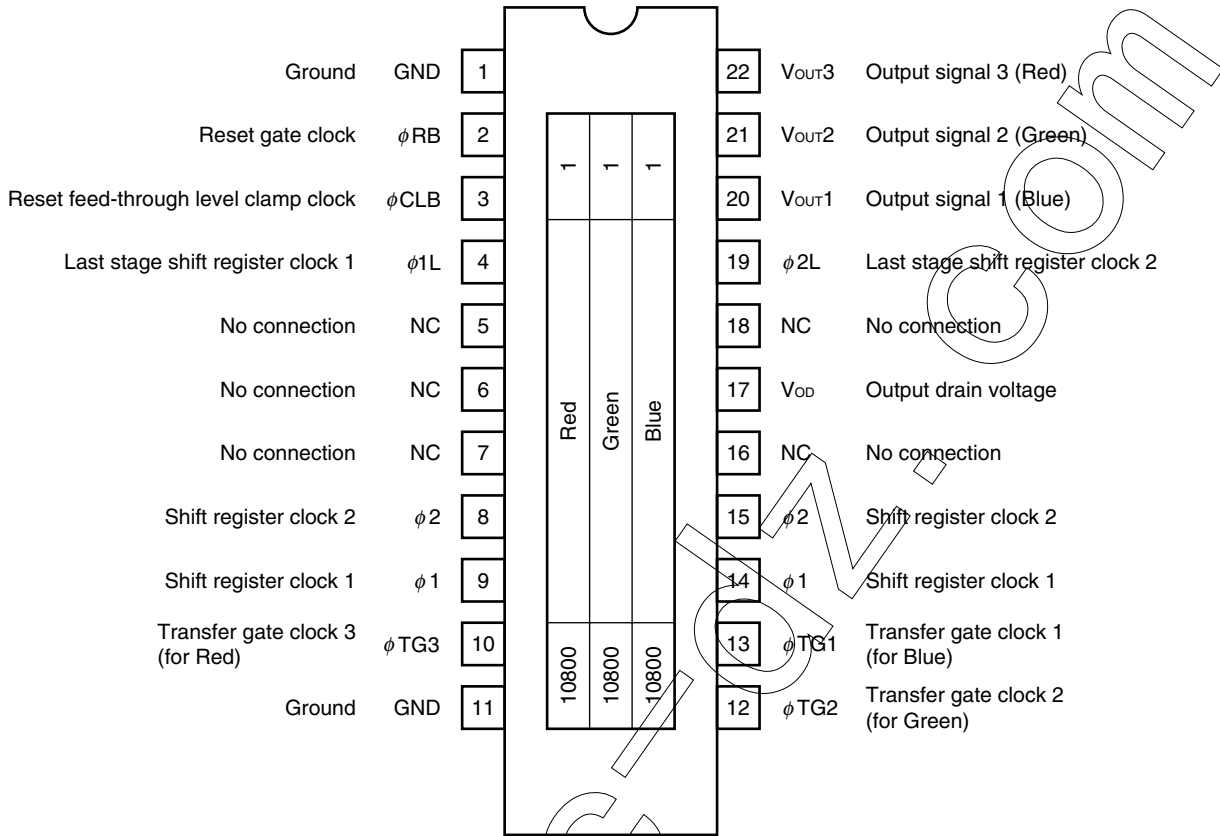 Ground GND 1
Reset gate clock ϕRB 2
Reset feed-through level clamp clock ϕCLB 3
Last stage shift register clock 1 ϕ1L 4
No connection NC 5
No connection NC 6
No connection NC 7
Shift register clock 2 ϕ2 8
Shift register clock 1 ϕ1 9
Transfer gate clock 3
(for Red) ϕTG3 10
Ground GND 11
1 1 1
Red Green Blue
10800 10800 10800
22 VOUT3 Output signal 3 (Red)
21 VOUT2 Output signal 2 (Green)
20 VOUT1 Output signal 1 (Blue)
19 ϕ2L Last stage shift register clock 2
18 NC No connection
17 VOD Output drain voltage
16 NC No connection
15 ϕ2 Shift register clock 2
14 ϕ1 Shift register clock 1
13 ϕTG1 Transfer gate clock 1
(for Blue)
12 ϕTG2 Transfer gate clock 2
(for Green)
c-dz.com